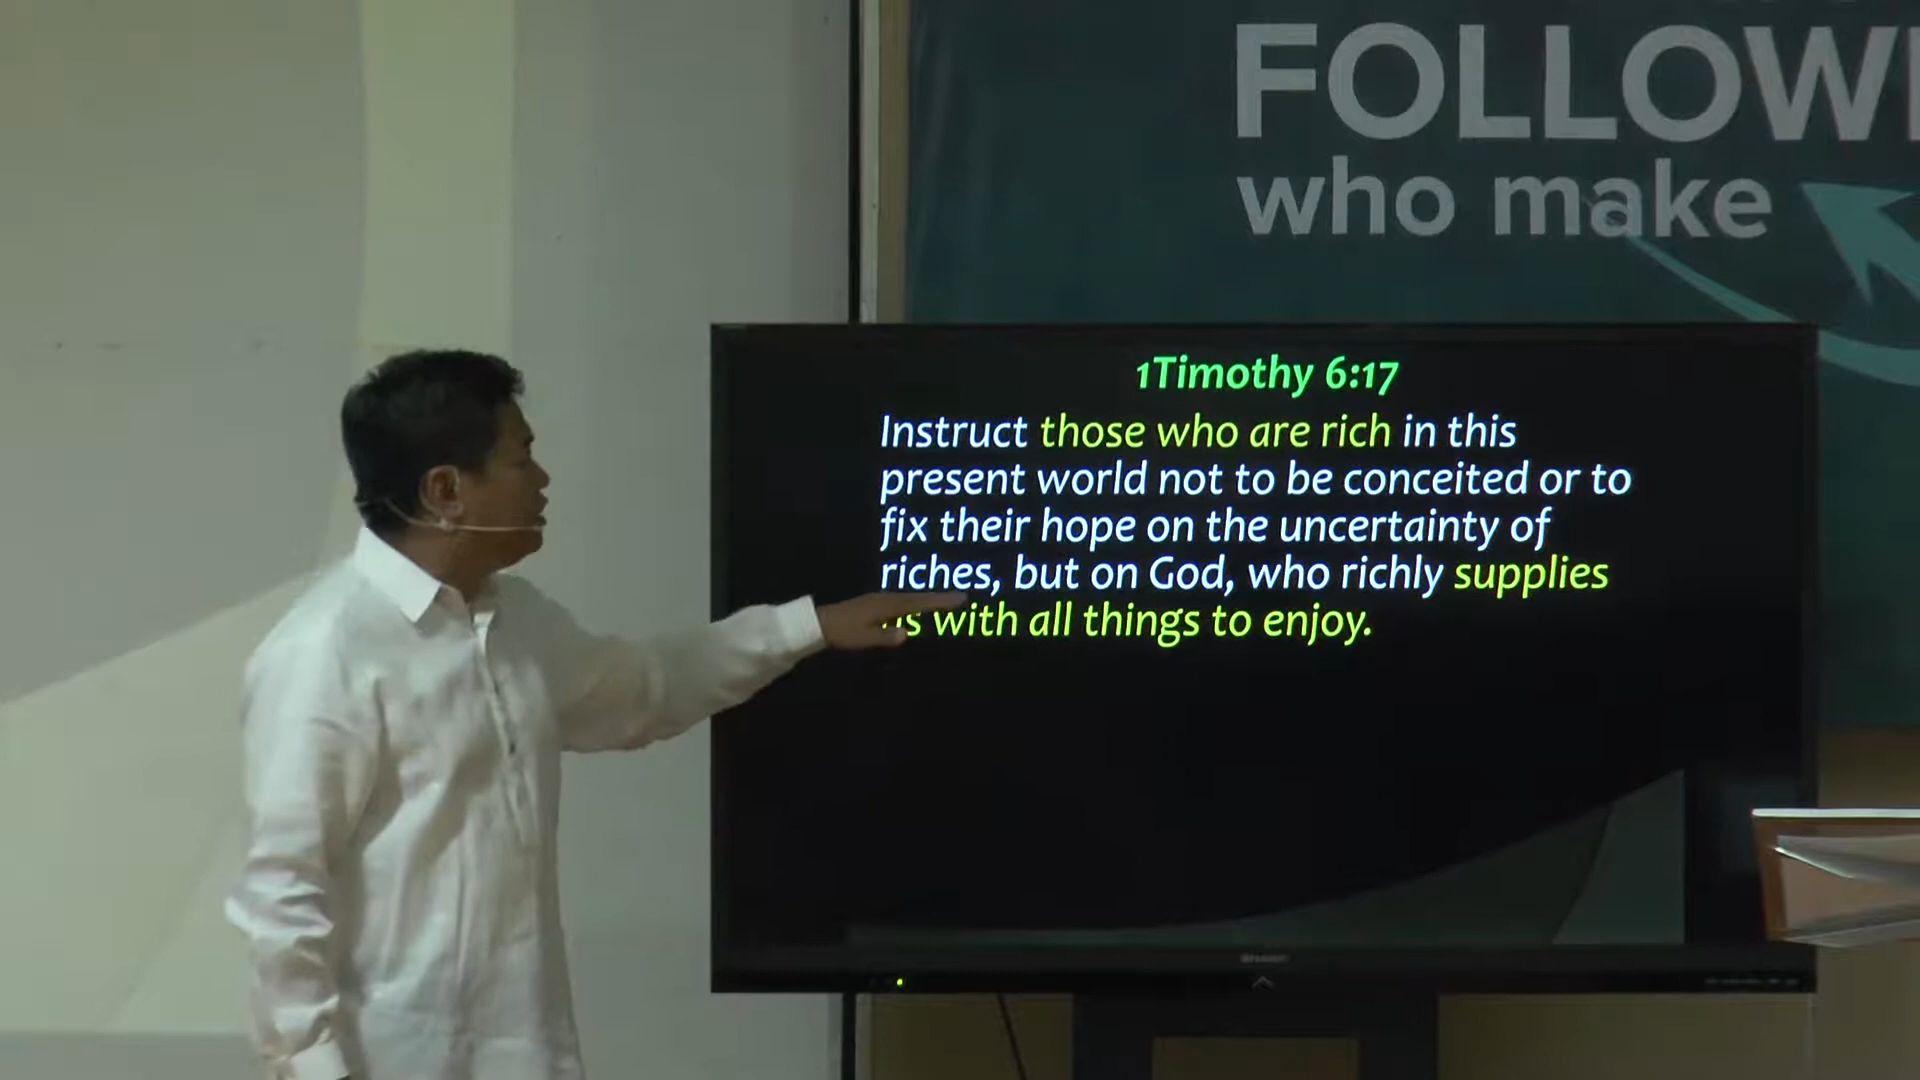 FOLLOW
who make
1Timothy 6:17
Instruct those who are rich in this
present world not to be conceited or to
fix their hope on the uncertainty of
riches, but on God, who richly supplies
us with all things to enjoy.
SHARP